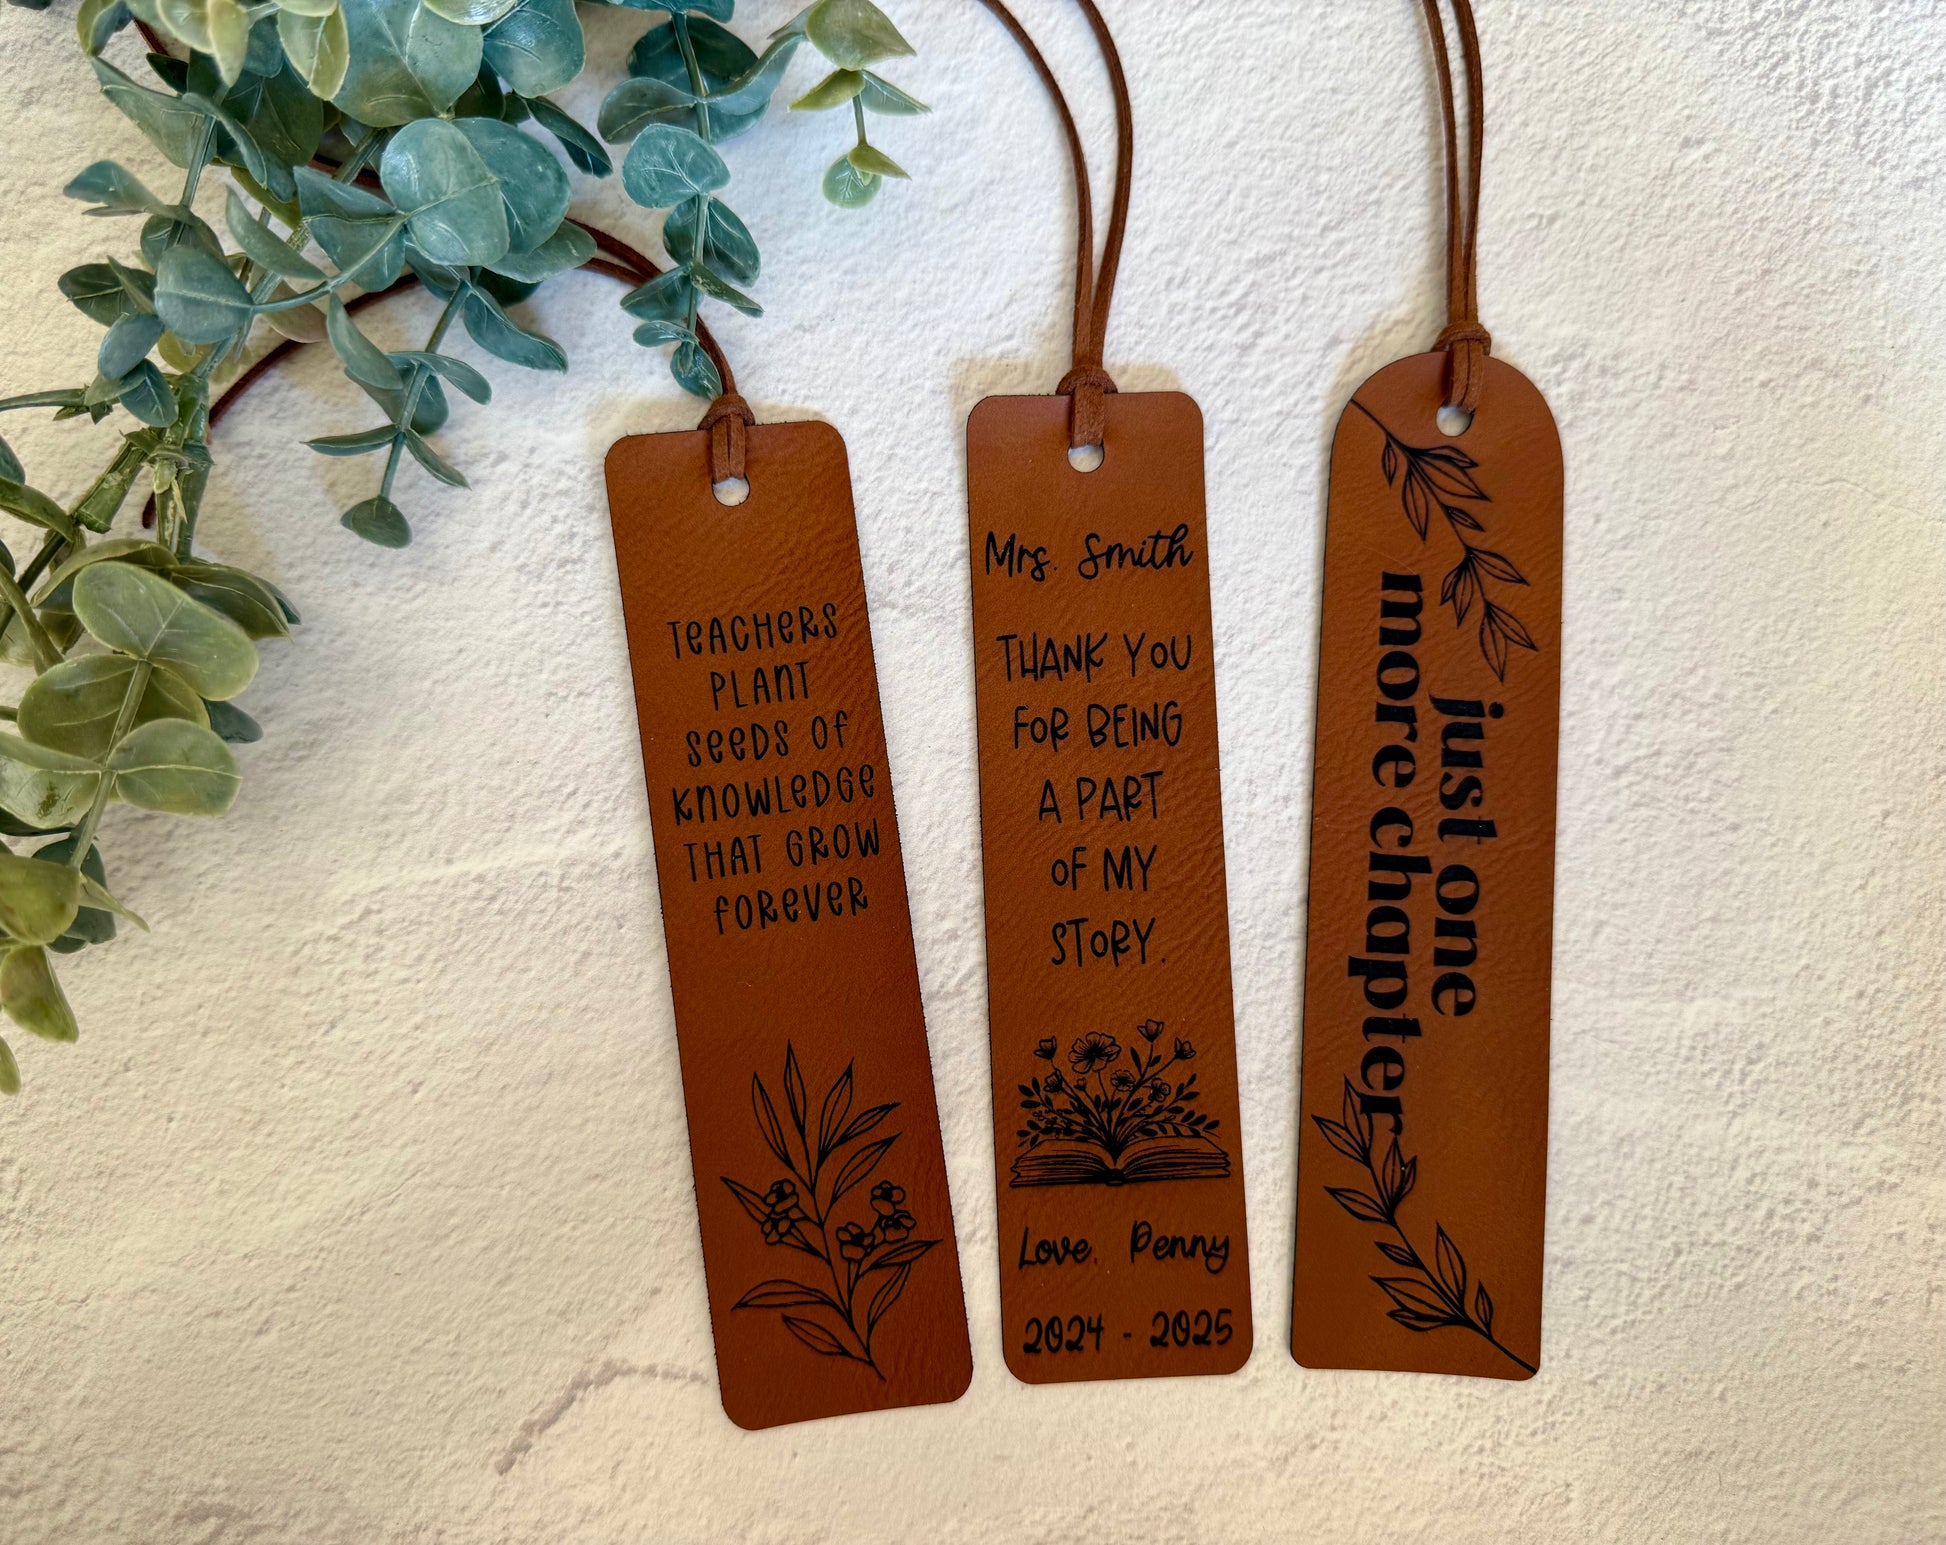 TEACHERS
PLANT
SEEDS OF
KNOWLEDGE
THAT GROW
FOREVER
Mrs. Smith
THANK YOU
FOR BEING
A PART
OF MY
STORY.
Love, Penny
2024 - 2025
just one
more chapter